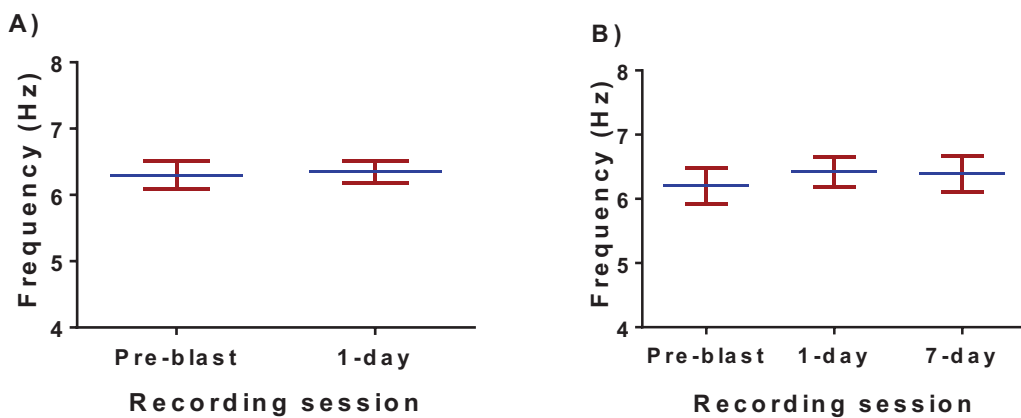 A)
Frequency (Hz)
8
7
6
5
4
Pre-blast 1-day
Recording session
B)
Frequency (Hz)
8
7
6
5
4
Pre-blast 1-day 7-day
Recording session